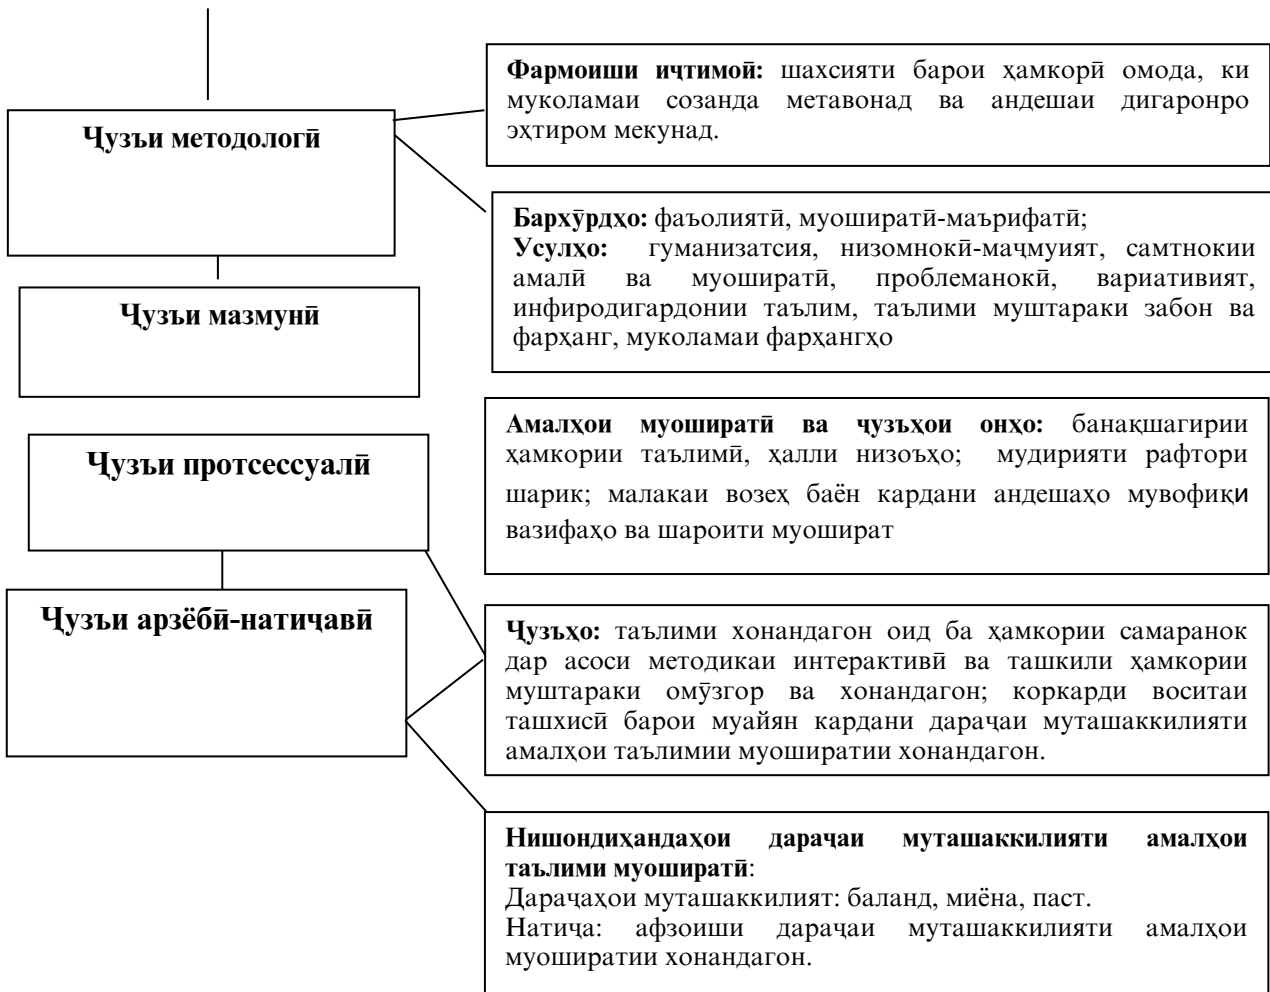 Ҷузъи методологӣ
Фармоиши иҷтимоӣ: шахсияти барои ҳамкорӣ омода, ки
муколамаи созанда метавонад ва андешаи дигаронро
эҳтиром мекунад.
Бархӯрдҳо: фаъолиятӣ, муоширатӣ-маърифатӣ;
Усулҳо: гуманизатсия, низомнокӣ-маҷмуият, самтнокии
амалӣ ва муоширатӣ, проблеманокӣ, вариативият,
инфиродигардонии таълим, таълими муштараки забон ва
фарҳанг, муколамаи фарҳангҳо
Ҷузъи мазмунӣ
Амалҳои муоширатӣ ва ҷузъҳои онҳо: банақшагирии
ҳамкории таълимӣ, ҳалли низоъҳо; мудирияти рафтори
шарик; малакаи возеҳ баён кардани андешаҳо мувофиқи
вазифаҳо ва шароити муошират
Ҷузъи протсессуалӣ
Ҷузъи арзёбӣ-натиҷавӣ
Ҷузъҳо: таълими хонандагон оид ба ҳамкории самаранок
дар асоси методикаи интерактивӣ ва ташкили ҳамкории
муштараки омӯзгор ва хонандагон; коркарди воситаи
ташхисӣ барои муайян кардани дараҷаи муташаккилияти
амалҳои таълимии муоширатии хонандагон.
Нишондиҳандаҳои дараҷаи муташаккилияти амалҳои
таълими муоширатӣ:
Дараҷаҳои муташаккилият: баланд, миёна, паст.
Натиҷа: афзоиши дараҷаи муташаккилияти амалҳои
муоширатии хонандагон.